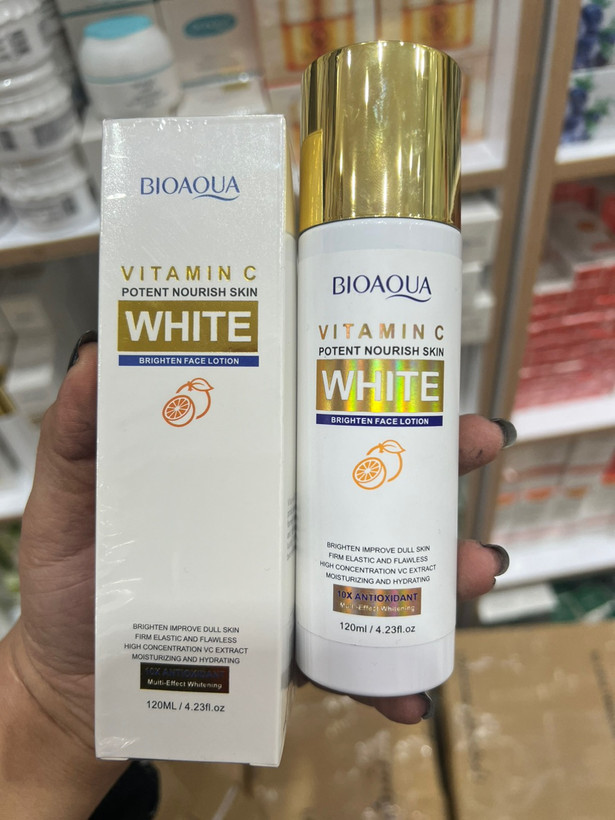 BIOAQUA
VITAMIN C
POTENT NOURISH SKIN
WHITE
BRIGHTEN FACE LOTION
BRIGHTEN IMPROVE DULL SKIN
FIRM ELASTIC AND FLAWLESS
HIGH CONCENTRATION VC EXTRACT
MOISTURIZING AND HYDRATING
10X ANTIOXIDANT
Multi-Effect Whitening
120ML / 4.23fl.oz
BIOAQUA
VITAMIN C
POTENT NOURISH SKIN
WHITE
BRIGHTEN FACE LOTION
BRIGHTEN IMPROVE DULL SKIN
FIRM ELASTIC AND FLAWLESS
HIGH CONCENTRATION VC EXTRACT
MOISTURIZING AND HYDRATING
10X ANTIOXIDANT
Multi-Effect Whitening
120ml / 4.23fl.oz